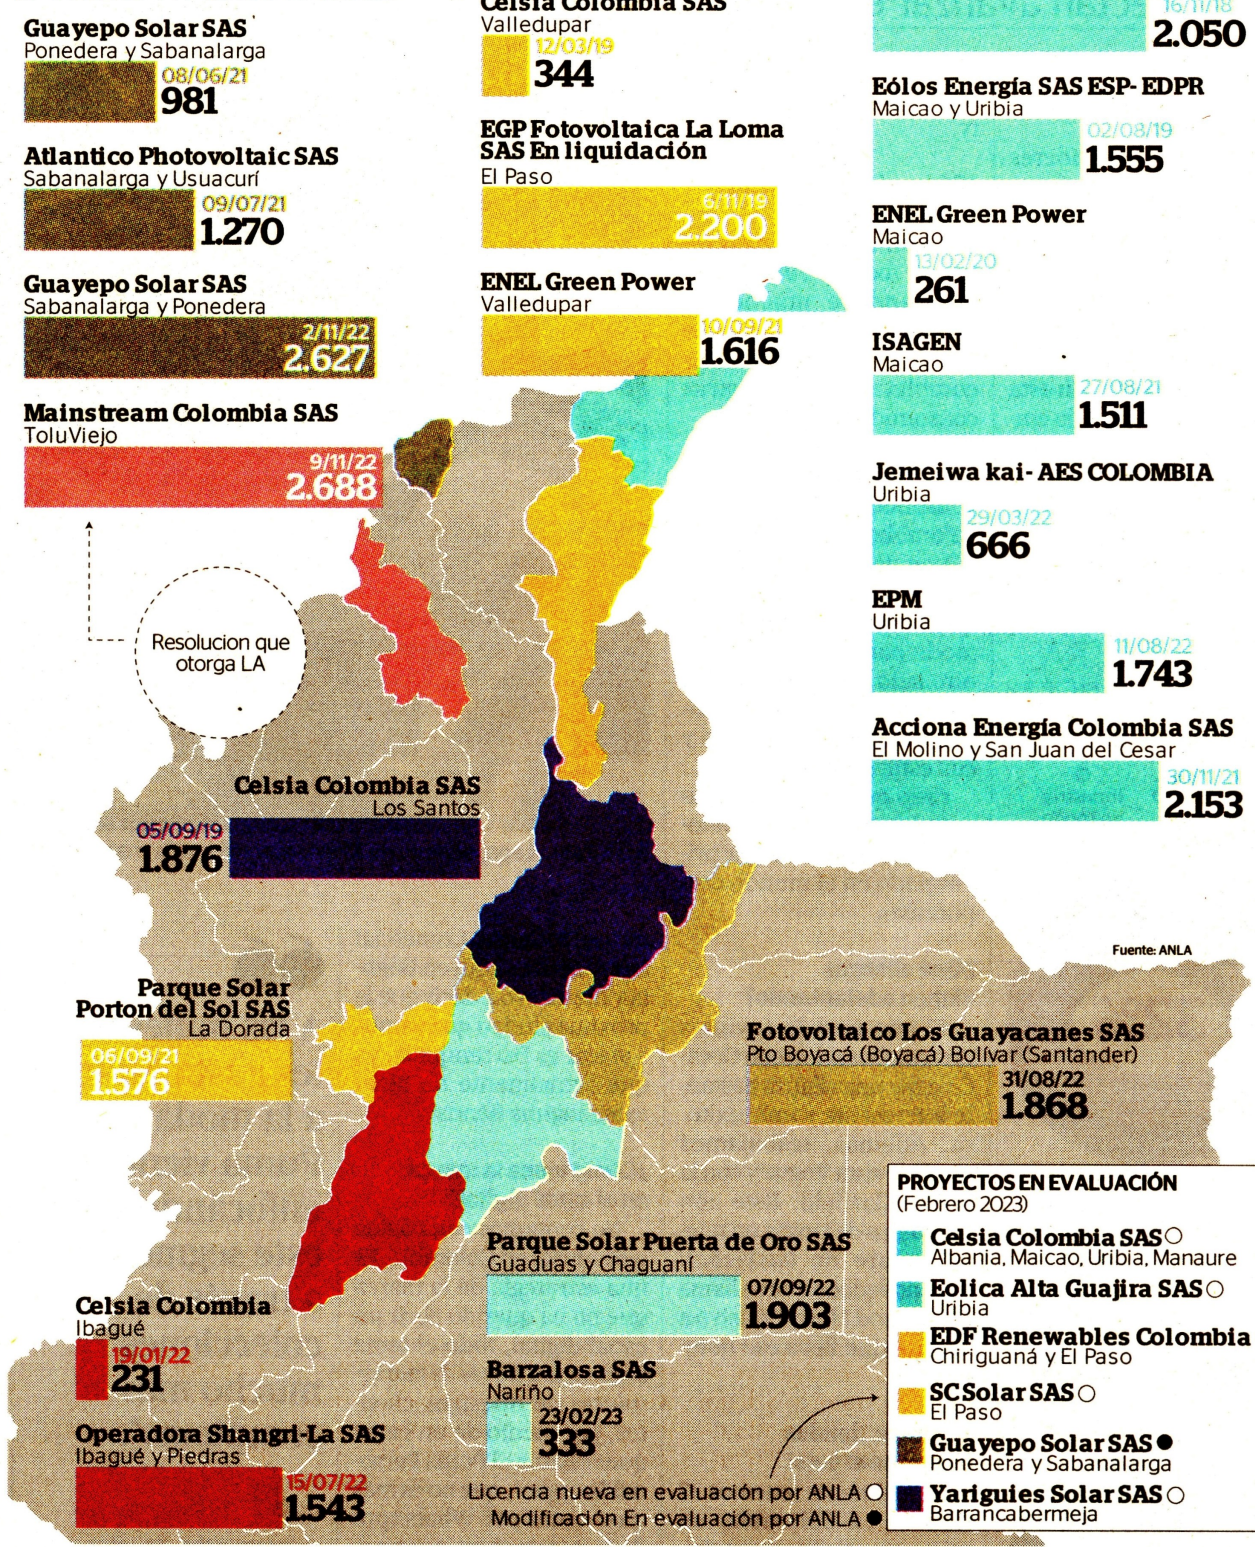 Guayepo Solar SAS
Ponedera y Sabanalarga
08/06/21
981
Atlantico Photovoltaic SAS
Sabanalarga y Usuacurí
09/07/21
1.270
Guayepo Solar SAS
Sabanalarga y Ponedera
2/11/22
2.627
Mainstream Colombia SAS
ToluViejo
9/11/22
2.688
Resolucion que
otorga LA
Celsia Colombia SAS
Valledupar
12/03/19
344
EGP Fotovoltaica La Loma
SAS En liquidación
El Paso
6/11/19
2.200
ENEL Green Power
Valledupar
10/09/21
1.616
16/11/18
2.050
Eólos Energía SAS ESP- EDPR
Maicao y Uribia
02/08/19
1.555
ENEL Green Power
Maicao
13/02/20
261
ISAGEN
Maicao
27/08/21
1.511
Jemeiwa kai- AES COLOMBIA
Uribia
29/03/22
666
EPM
Uribia
11/08/22
1.743
Acciona Energía Colombia SAS
El Molino y San Juan del Cesar
30/11/21
2.153
Celsia Colombia SAS
Los Santos
05/09/19
1.876
Fuente: ANLA
Parque Solar
Porton del Sol SAS
La Dorada
06/09/21
1.576
Fotovoltaico Los Guayacanes SAS
Pto Boyacá (Boyacá) Bolívar (Santander)
31/08/22
1.868
Parque Solar Puerta de Oro SAS
Guaduas y Chaguaní
07/09/22
1.903
Celsia Colombia
Ibagué
19/01/22
231
Barzalosa SAS
Nariño
23/02/23
333
Operadora Shangri-La SAS
Ibagué y Piedras
15/07/22
1.543
Licencia nueva en evaluación por ANLA
Modificación En evaluación por ANLA
PROYECTOS EN EVALUACIÓN
(Febrero 2023)
Celsia Colombia SAS
Albania, Maicao, Uribia, Manaure
Eolica Alta Guajira SAS
Uribia
EDF Renewables Colombia
Chiriguaná y El Paso
SC Solar SAS
El Paso
Guayepo Solar SAS
Ponedera y Sabanalarga
Yariguies Solar SAS
Barrancabermeja